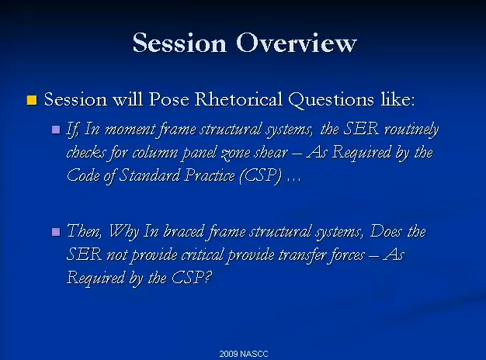 Session Overview
Session will Pose Rhetorical Questions like:
If, In moment frame structural systems, the SER routinely
checks for column panel zone shear – As Required by the
Code of Standard Practice (CSP) ...
Then, Why In braced frame structural systems, Does the
SER not provide critical provide transfer forces – As
Required by the CSP?
2009 NASCC